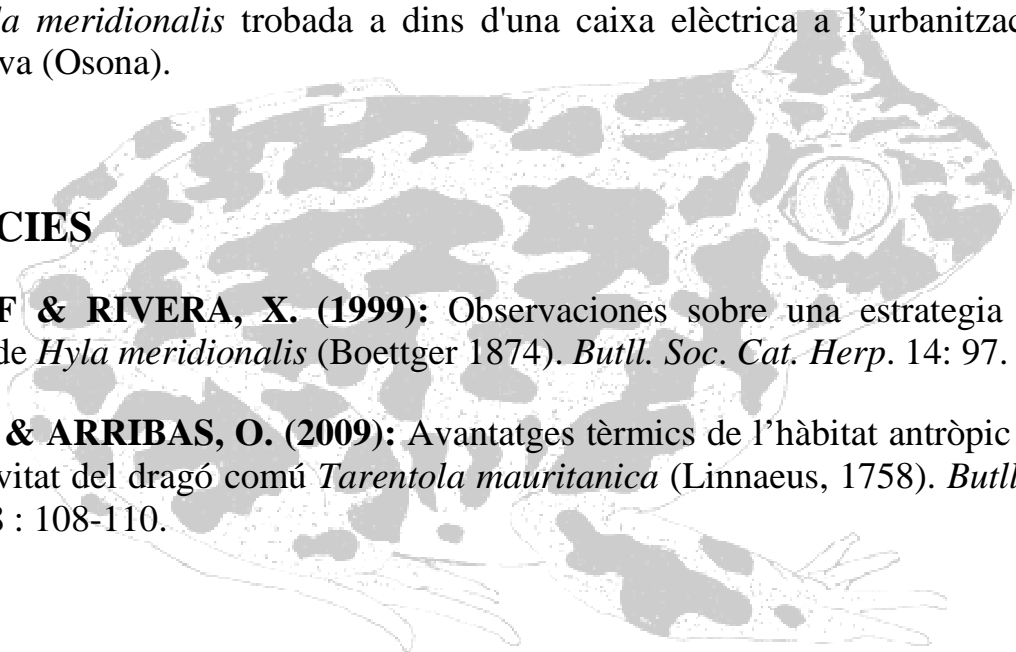 la meridionalis trobada a dins d'una caixa elèctrica a l’urbanitzac
va (Osona).
CIES
F & RIVERA, X. (1999): Observaciones sobre una estrategia
de Hyla meridionalis (Boettger 1874). Butll. Soc. Cat. Herp. 14: 97.
& ARRIBAS, O. (2009): Avantatges tèrmics de l’hàbitat antròpic
vitat del dragó comú Tarentola mauritanica (Linnaeus, 1758). Butll
8 : 108-110.